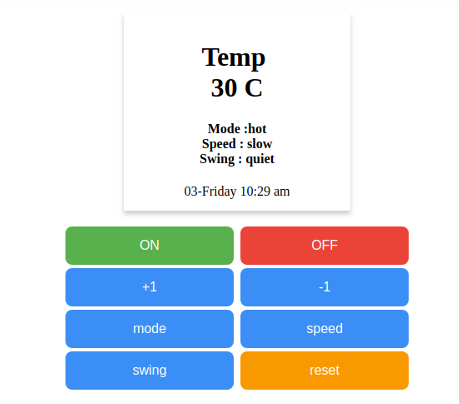 Temp
30 C
Mode :hot
Speed : slow
Swing : quiet
03-Friday 10:29 am
ON
OFF
+1
-1
mode
speed
swing
reset